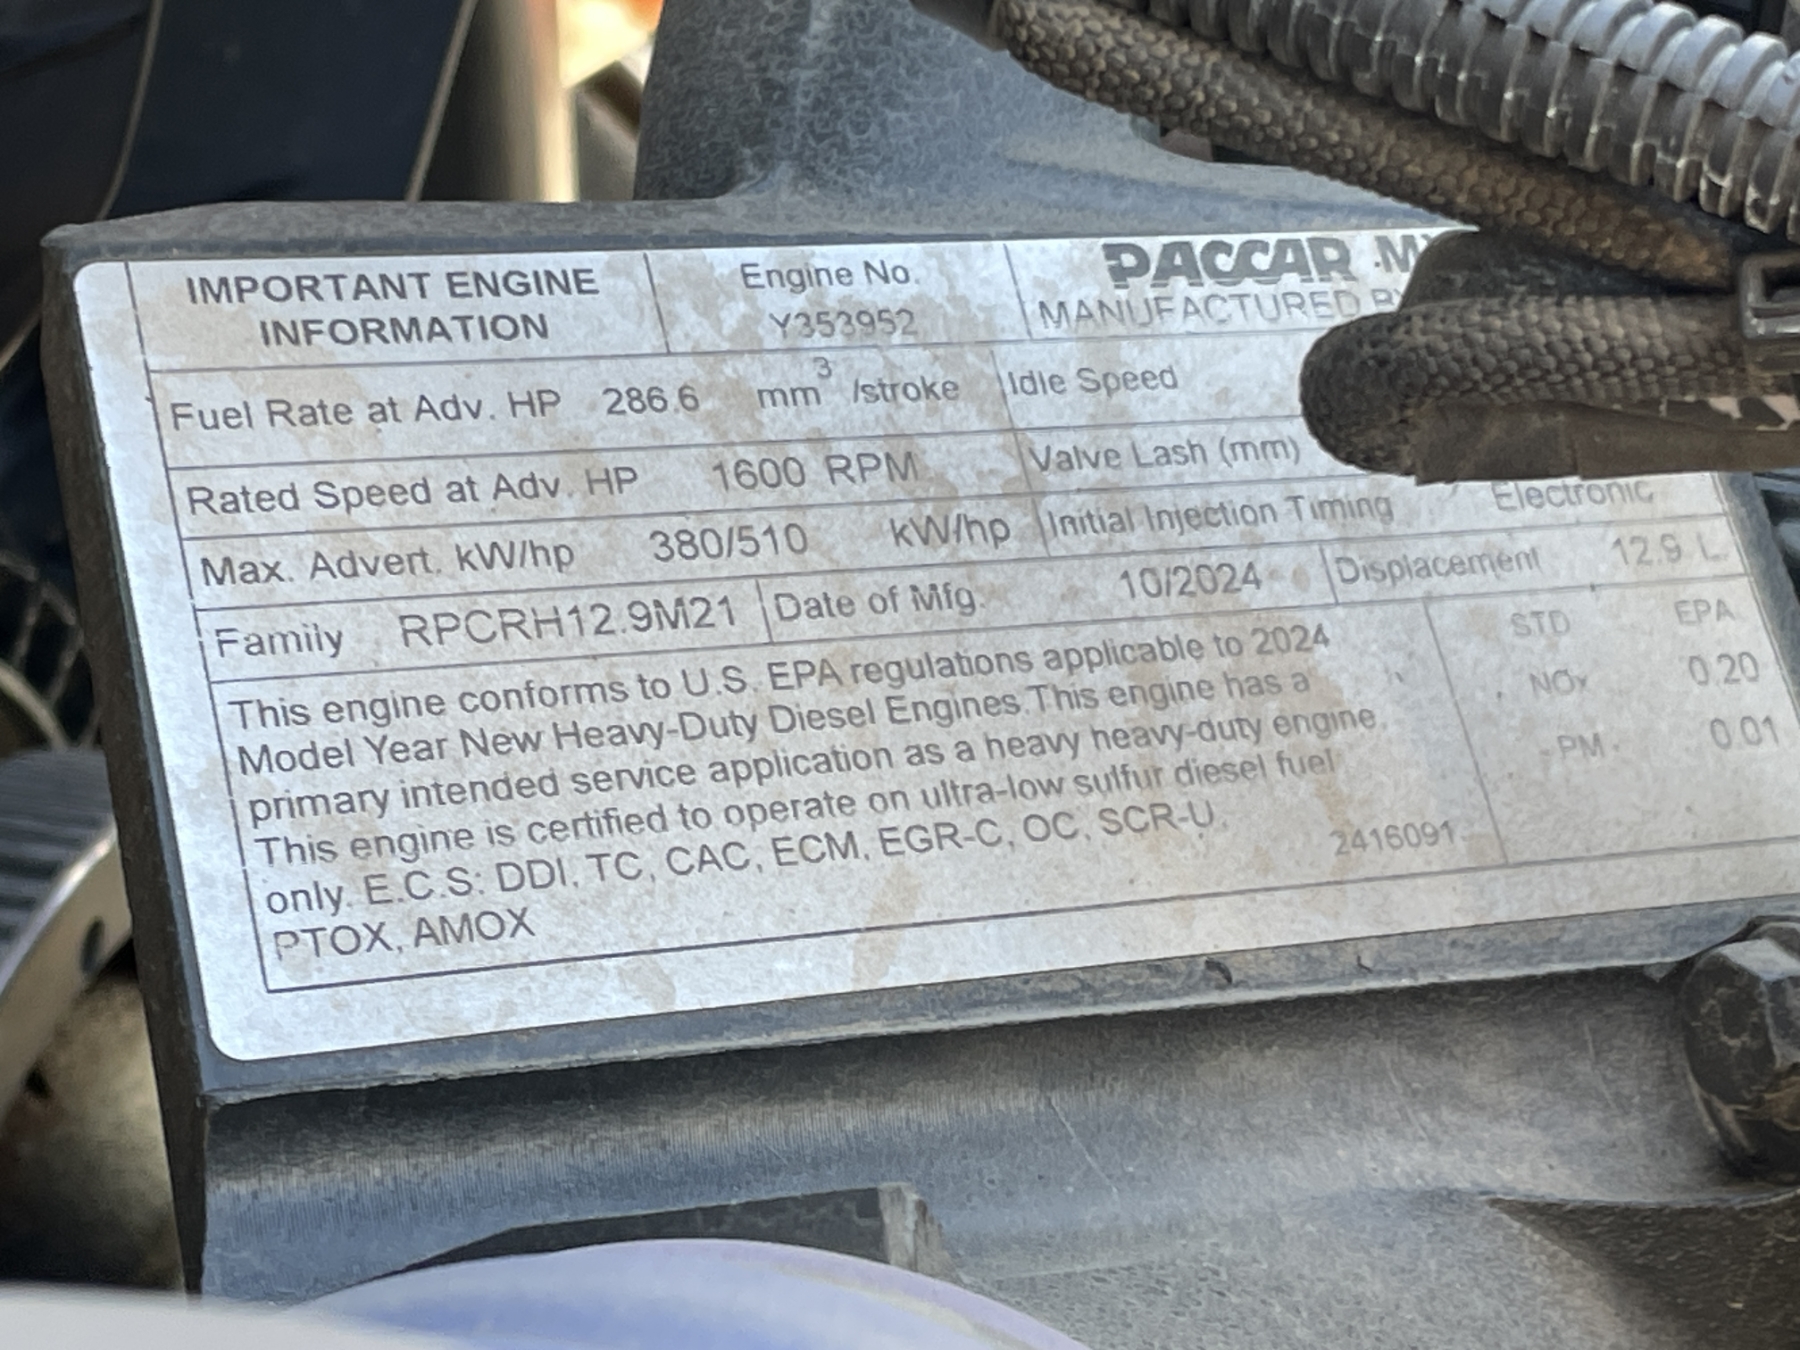 IMPORTANT ENGINE
INFORMATION
Engine No.
Y353952
PACCAR
MANUFACTURED BY
Fuel Rate at Adv. HP 286.6 mm³ /stroke
Idle Speed
Rated Speed at Adv. HP 1600 RPM
Valve Lash (mm)
Max. Advert. kW/hp 380/510 kW/hp
Initial Injection Timing Electronic
Family RPCRH12.9M21
Date of Mfg. 10/2024
Displacement 12.9 L
This engine conforms to U.S. EPA regulations applicable to 2024
Model Year New Heavy-Duty Diesel Engines.This engine has a
primary intended service application as a heavy heavy-duty engine.
This engine is certified to operate on ultra-low sulfur diesel fuel
only. E.C.S: DDI, TC, CAC, ECM, EGR-C, OC, SCR-U,
PTOX, AMOX
2416091
STD EPA
NOx 0.20
PM 0.01